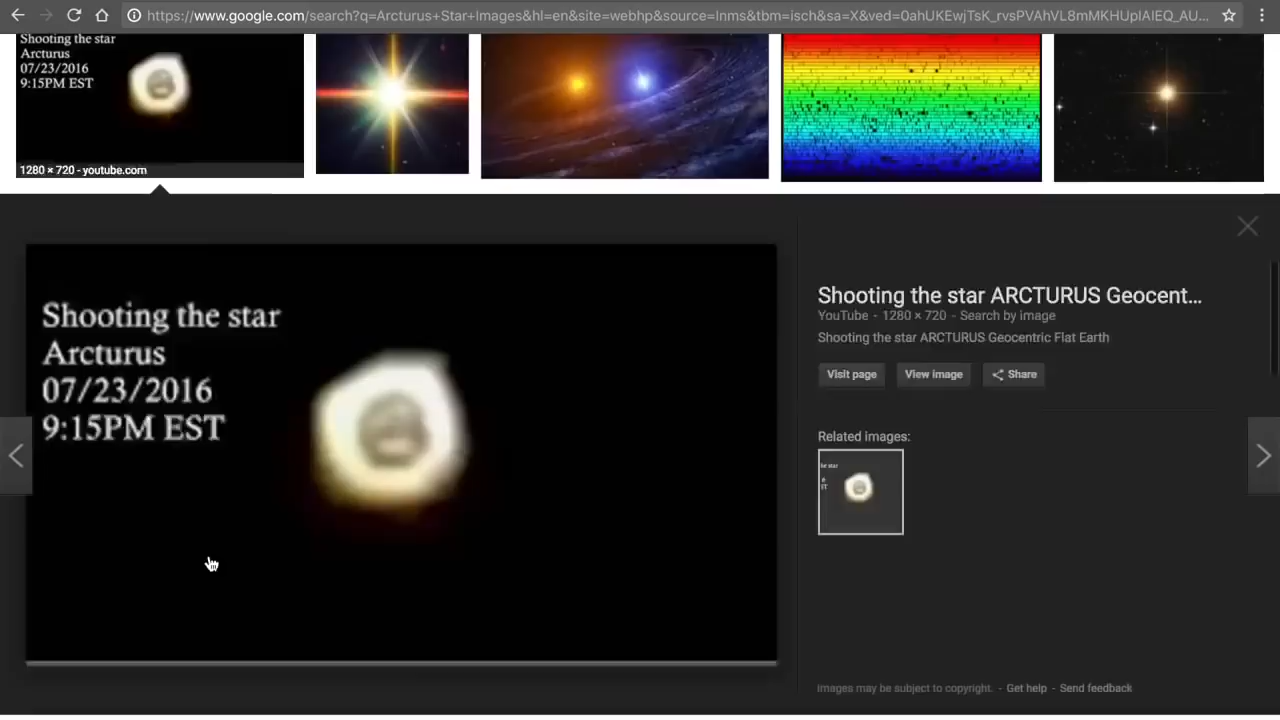 https://www.google.com/search?q=Arcturus+Star+Images&hl=en&site=webhp&source=lnms&tbm=isch&sa=X&ved=0ahUKEwjTsK_rvsPVAhVL8mMKHUplAIEQ_AU...
Shooting the star
Arcturus
07/23/2016
9:15PM EST
1280 × 720 - youtube.com
Shooting the star
Arcturus
07/23/2016
9:15PM EST
Shooting the star ARCTURUS Geocent...
YouTube - 1280 × 720 - Search by image
Shooting the star ARCTURUS Geocentric Flat Earth
Visit page
View image
Share
Related images:
he star
Images may be subject to copyright. - Get help - Send feedback